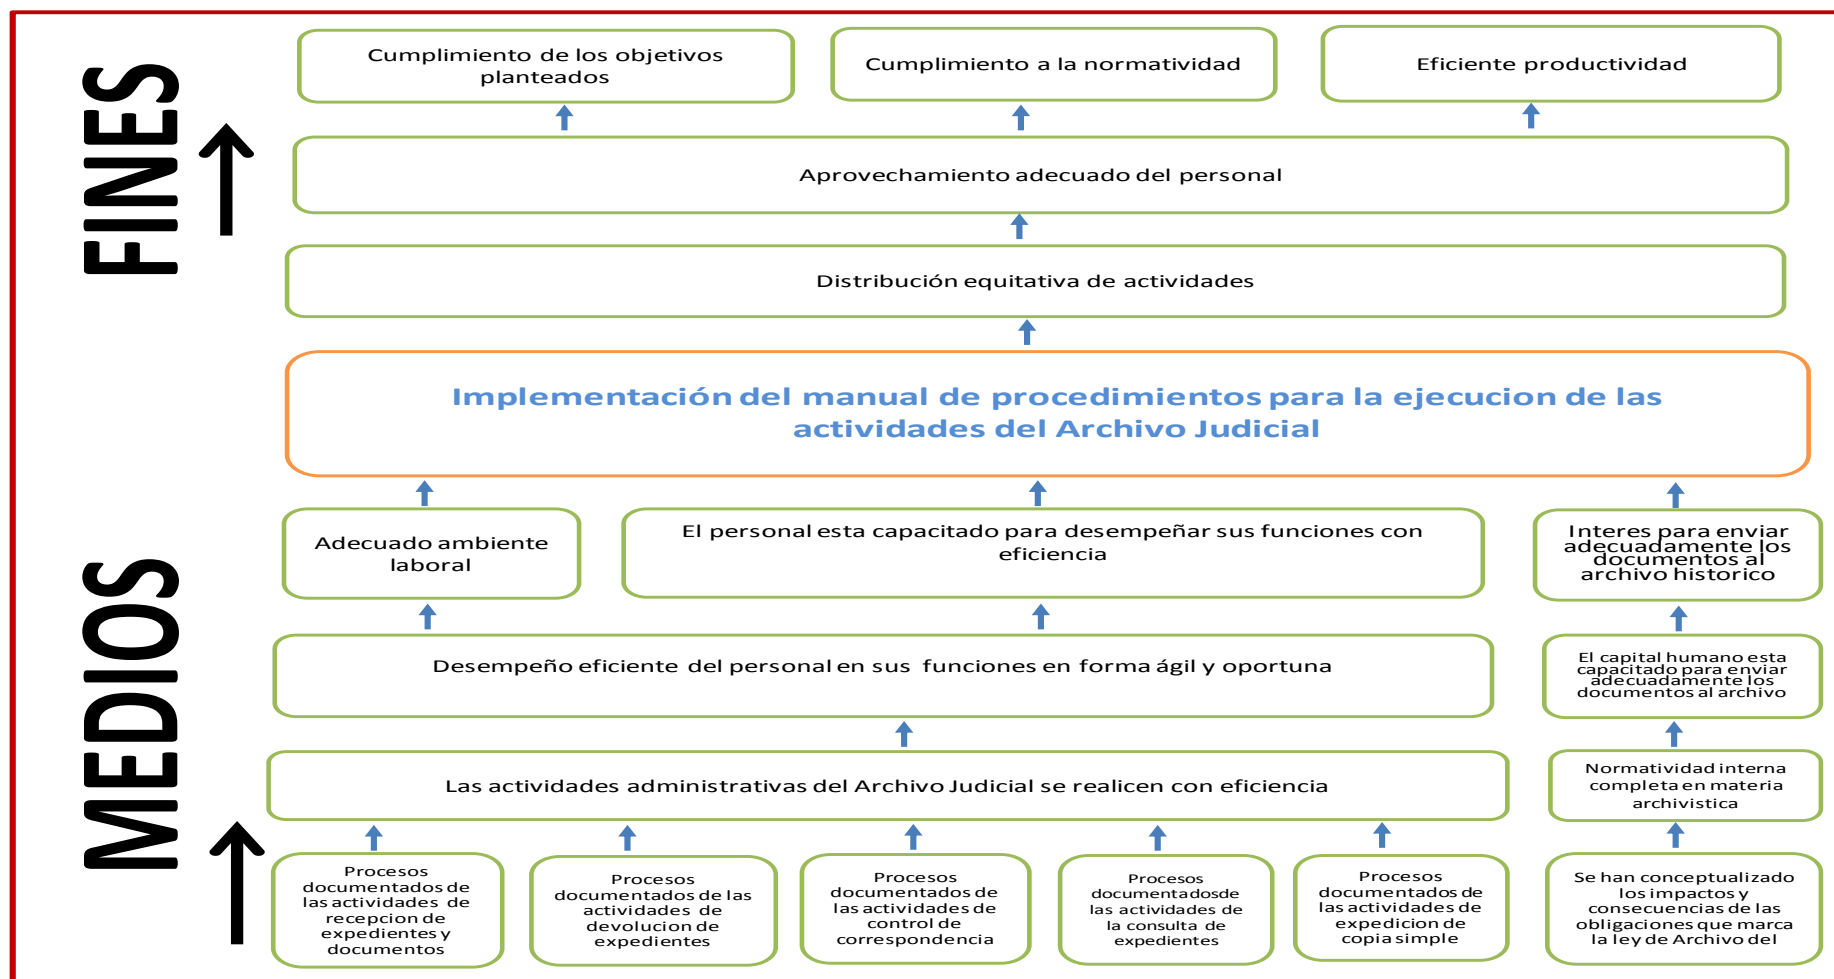 FINES
Cumplimiento de los objetivos
planteados
Cumplimiento a la normatividad
Eficiente productividad
Aprovechamiento adecuado del personal
Distribución equitativa de actividades
Implementación del manual de procedimientos para la ejecucion de las
actividades del Archivo Judicial
MEDIOS
Adecuado ambiente
laboral
El personal esta capacitado para desempeñar sus funciones con
eficiencia
Interes para enviar
adecuadamente los
documentos al
archivo historico
Desempeño eficiente del personal en sus funciones en forma ágil y oportuna
El capital humano esta
capacitado para enviar
adecuadamente los
documentos al archivo
Las actividades administrativas del Archivo Judicial se realicen con eficiencia
Normatividad interna
completa en materia
archivistica
Procesos
documentados de
las actividades de
recepcion de
expedientes y
documentos
Procesos
documentados de las
actividades de
devolucion de
expedientes
Procesos
documentados de
las actividades de
control de
correspondencia
Procesos
documentadosde
las actividades de
la consulta de
expedientes
Procesos
documentados de
las actividades de
expedicion de
copia simple
Se han conceptualizado
los impactos y
consecuencias de las
obligaciones que marca
la ley de Archivo del